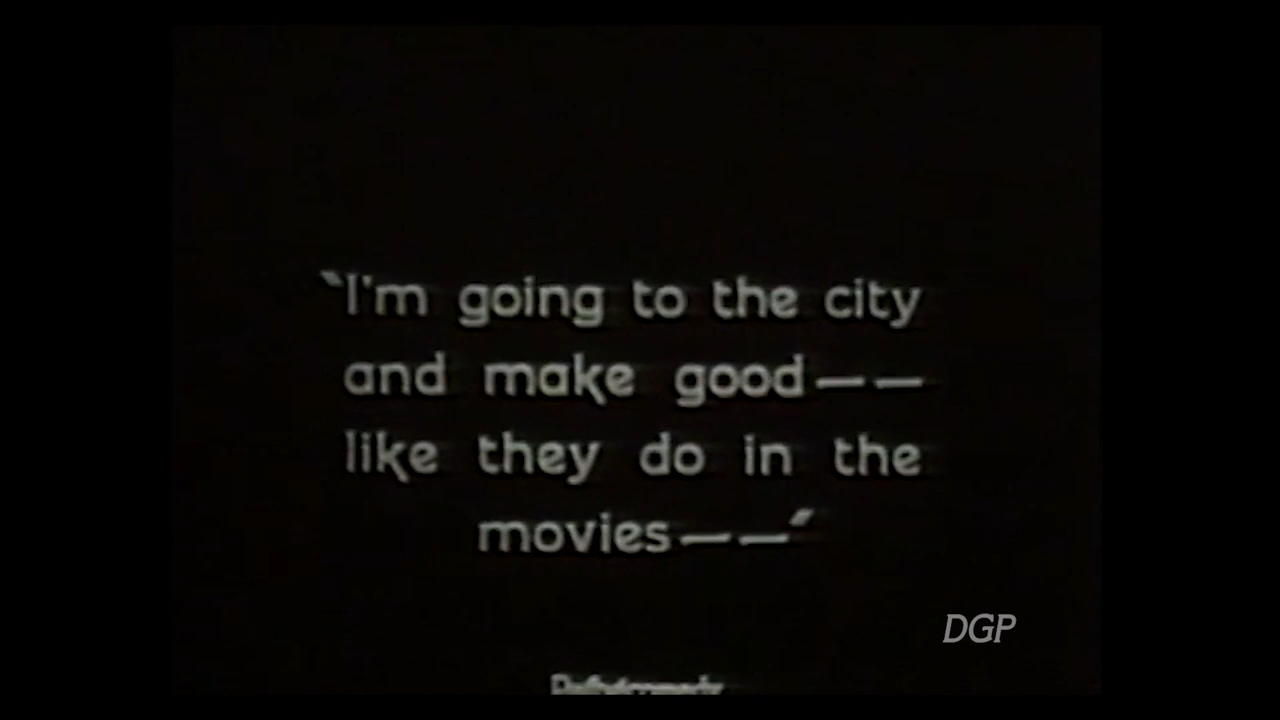 "I'm going to the city
and make good——
like they do in the
movies——"
DGP